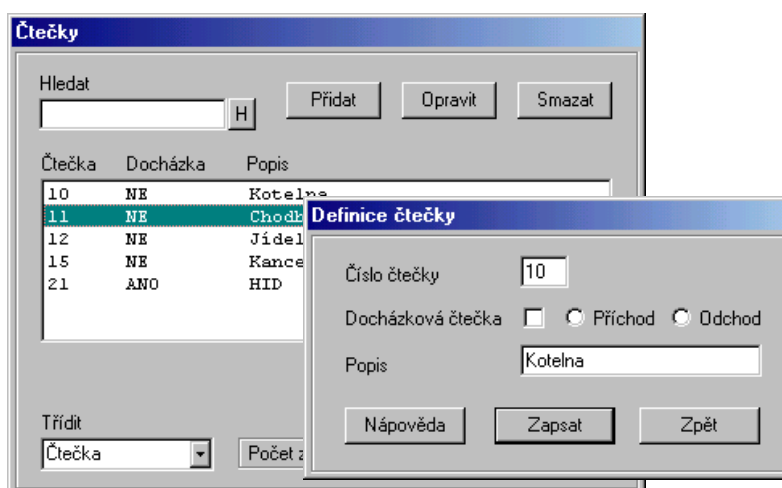 Čtečky
Hledat
H Přidat Opravit Smazat
Čtečka Docházka Popis
10 NE Kotelna
11 NE
12 NE
15 NE
21 ANO HID
Třídit
Čtečka Počet
Definice čtečky
Číslo čtečky 10
Docházková čtečka Příchod Odchod
Popis Kotelna
Nápověda Zapsat Zpět